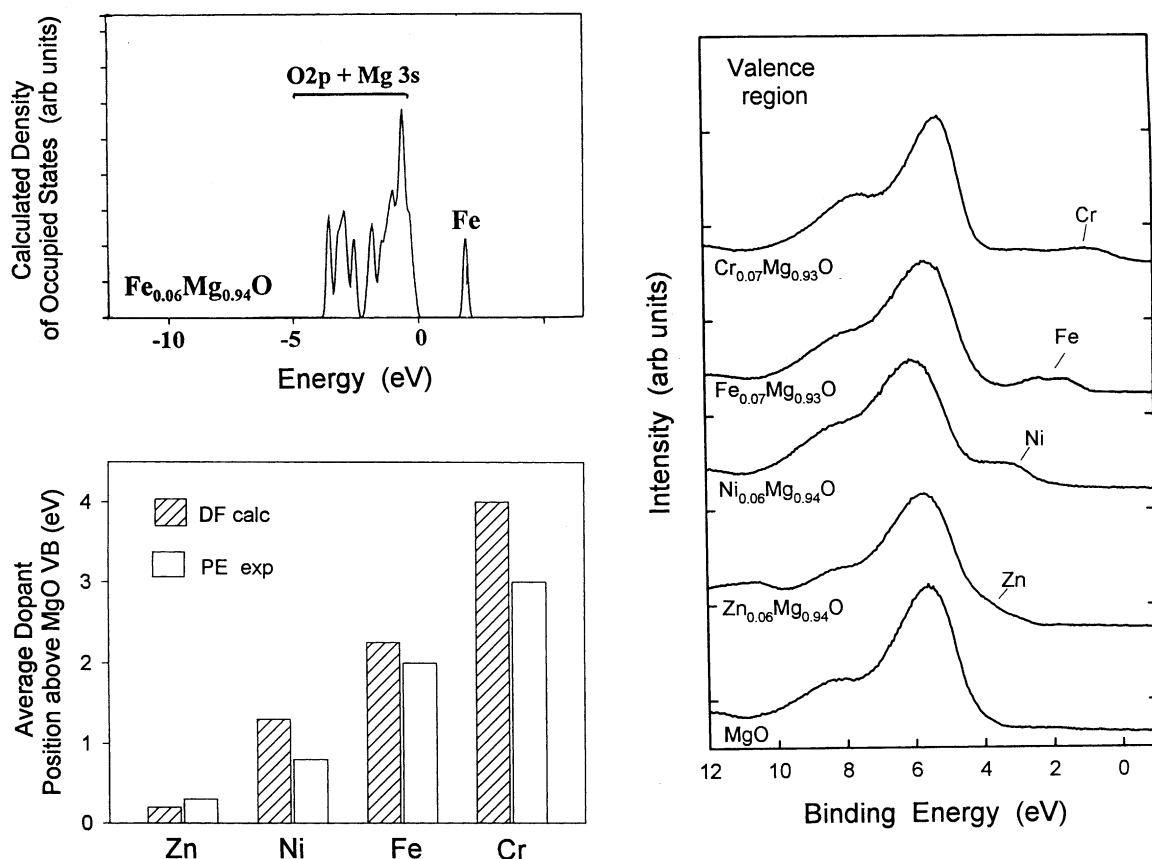 Calculated Density
of Occupied States (arb units)
O2p + Mg 3s
Fe
Fe0.06Mg0.94O
-10
-5
0
Energy (eV)
Average Dopant
Position above MgO VB (eV)
4
3
2
1
0
DF calc
PE exp
Zn
Ni
Fe
Cr
Intensity (arb units)
Valence
region
Cr
Cr0.07Mg0.93O
Fe
Fe0.07Mg0.93O
Ni
Ni0.06Mg0.94O
Zn
Zn0.06Mg0.94O
MgO
12
10
8
6
4
2
0
Binding Energy (eV)